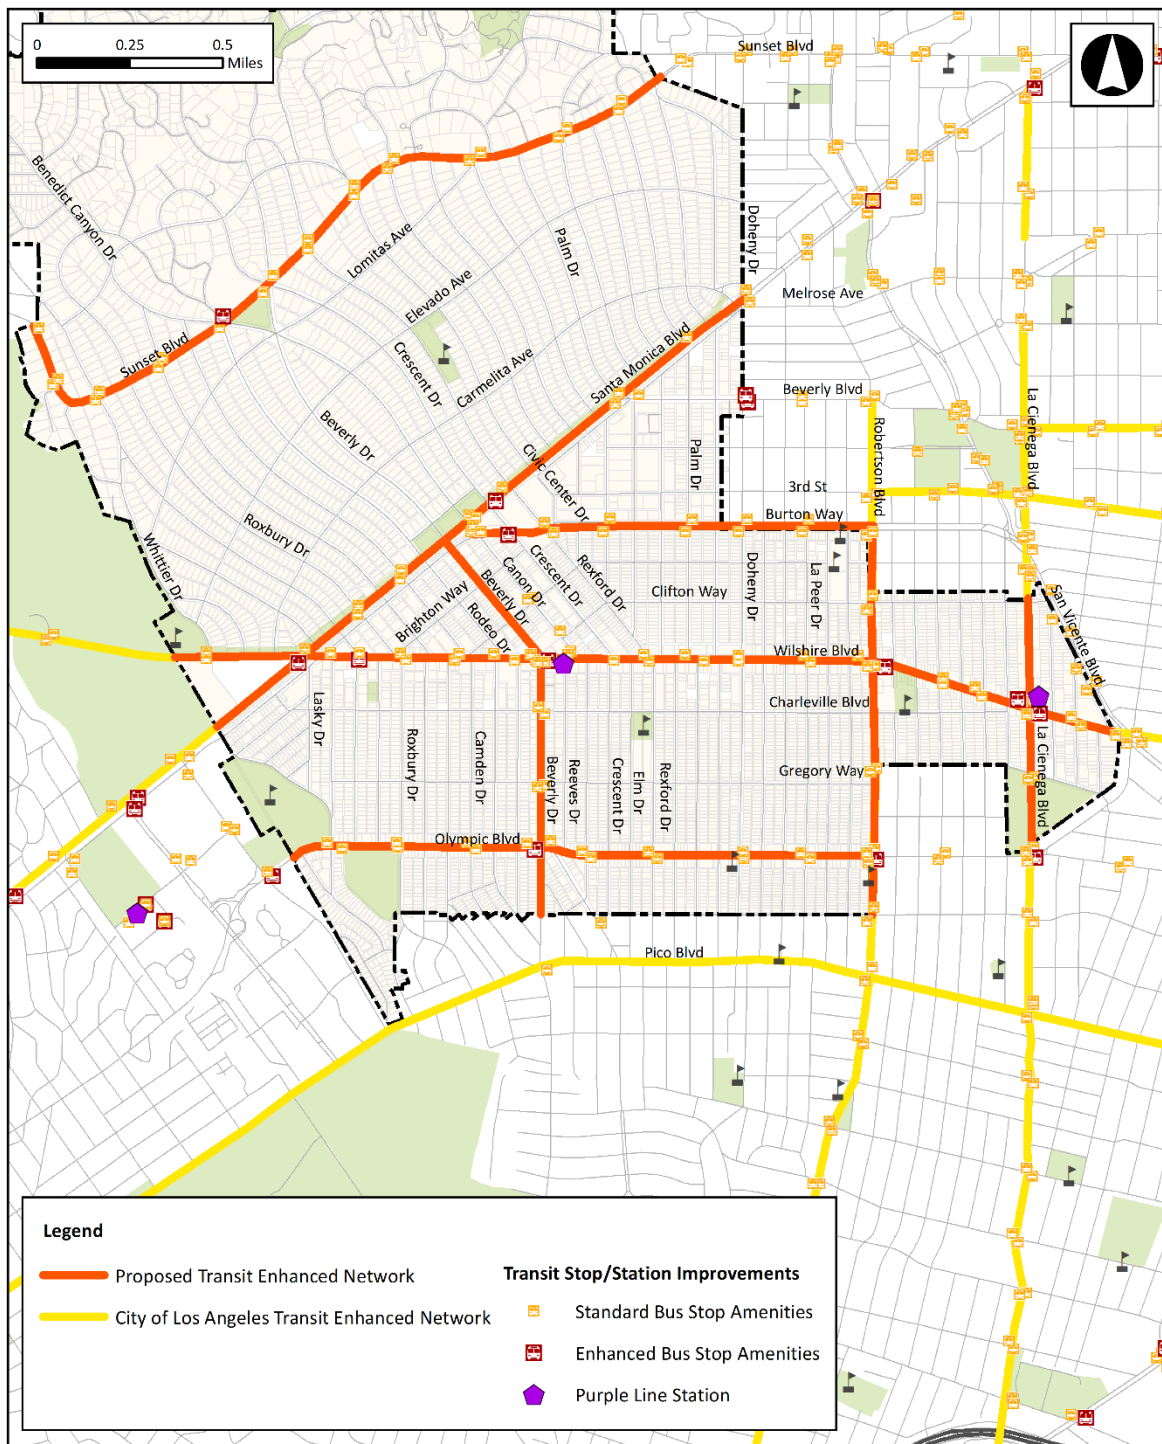 0 0.25 0.5
Miles
Sunset Blvd
Benedict Canyon Dr
Lomitas Ave
Palm Dr
Doheny Dr
Elevado Ave
Melrose Ave
Sunset Blvd
Crescent Dr
Carmelita Ave
Santa Monica Blvd
Beverly Blvd
La Cienega Blvd
Beverly Dr
Robertson Blvd
Civic Center Dr
Palm Dr
3rd St
Burton Way
Roxbury Dr
Whittier Dr
Brighton Way
Rodeo Dr
Beverly Dr
Canon Dr
Crescent Dr
Rexford Dr
Clifton Way
Doheny Dr
La Peer Dr
San Vicente Blvd
Wilshire Blvd
Lasky Dr
Charleville Blvd
Roxbury Dr
Camden Dr
Beverly Dr
Reeves Dr
Crescent Dr
Elm Dr
Rexford Dr
Gregory Way
La Cienega Blvd
Olympic Blvd
Pico Blvd
Legend
Proposed Transit Enhanced Network
City of Los Angeles Transit Enhanced Network
Transit Stop/Station Improvements
Standard Bus Stop Amenities
Enhanced Bus Stop Amenities
Purple Line Station